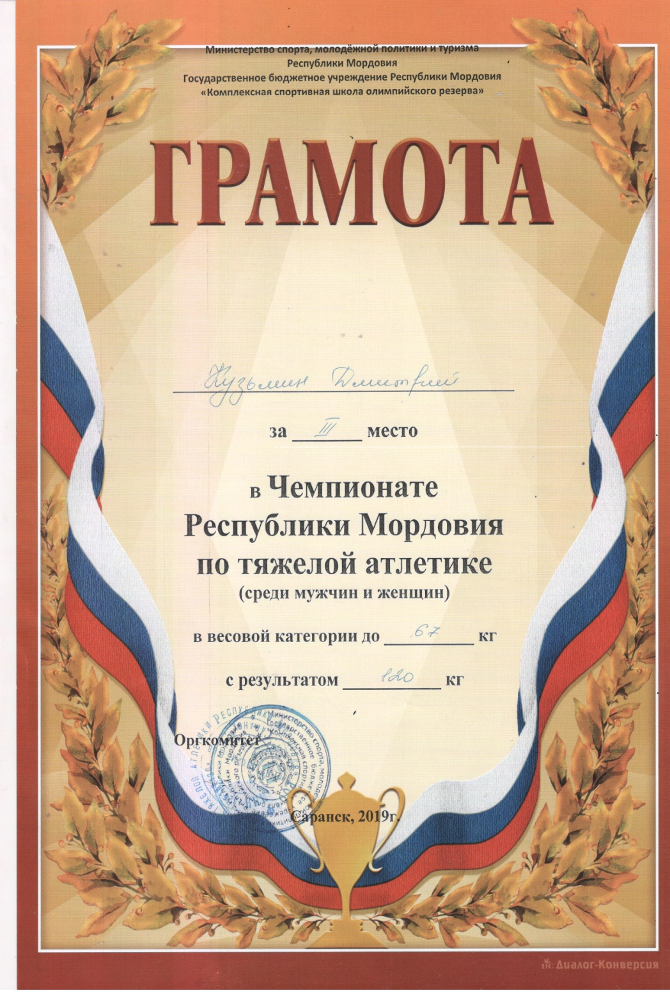 Министерство спорта, молодёжной политики и туризма
Республики Мордовия
Государственное бюджетное учреждение Республики Мордовия
«Комплексная спортивная школа олимпийского резерва»
ГРАМОТА
Кузьмин Дмитрий
за III место
в Чемпионате
Республики Мордовия
по тяжелой атлетике
(среди мужчин и женщин)
в весовой категории до 67 кг
с результатом 120 кг
Оргкомитет
Саранск, 2019г.
Диалог-Конверсия